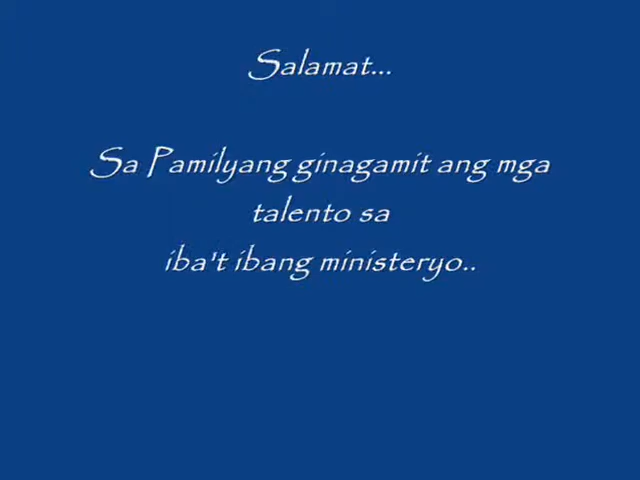 Salamat...
Sa Pamilyang ginagamit ang mga
talento sa
iba't ibang ministeryo..